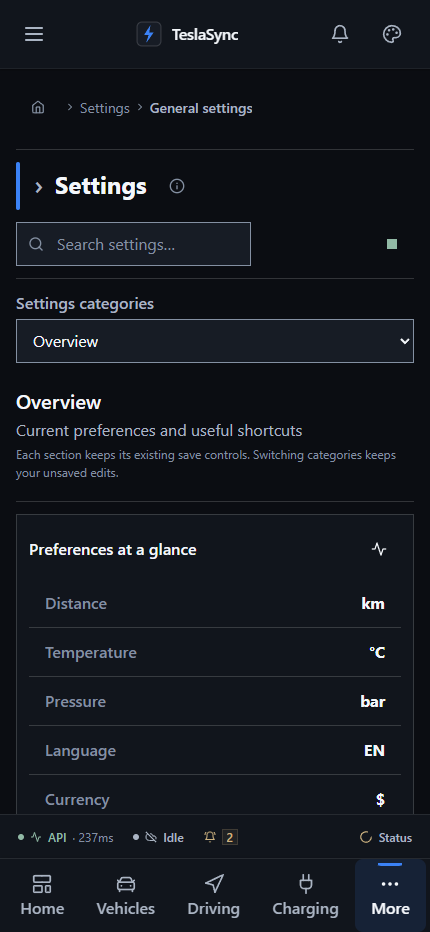 TeslaSync
Settings › General settings
› Settings
Search settings...
Settings categories
Overview
Overview
Current preferences and useful shortcuts
Each section keeps its existing save controls. Switching categories keeps
your unsaved edits.
Preferences at a glance
Distance km
Temperature °C
Pressure bar
Language EN
Currency $
API · 237ms Idle 2 Status
Home Vehicles Driving Charging More